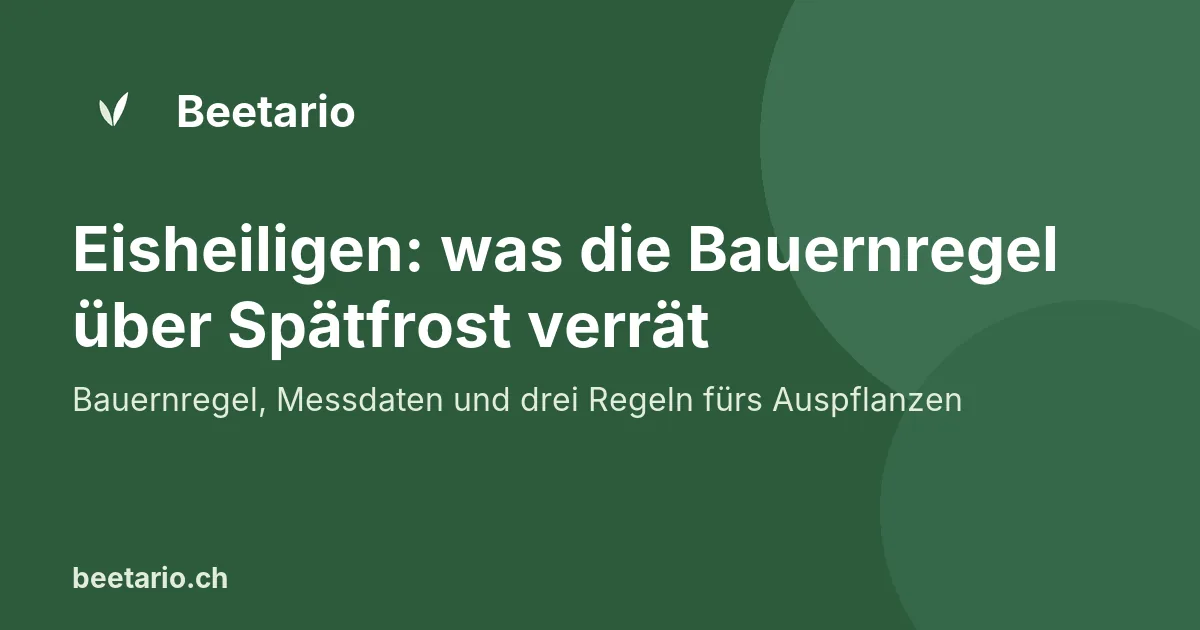 Beetario
Eisheiligen: was die Bauernregel
über Spätfrost verrät
Bauernregel, Messdaten und drei Regeln fürs Auspflanzen
beetario.ch